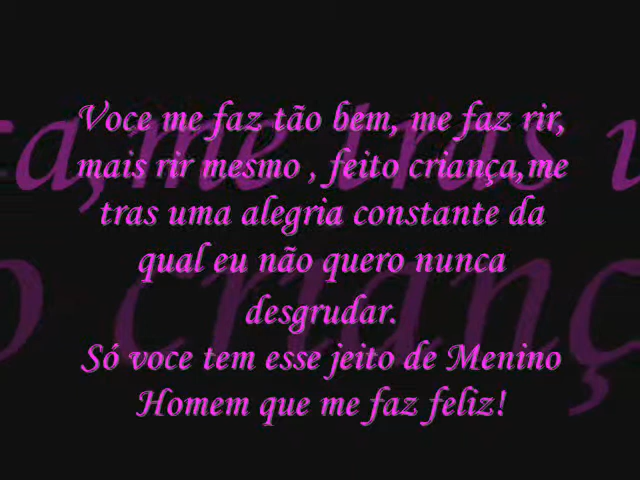 Voce me faz tão bem, me faz rir,
mais rir mesmo , feito criança,me
tras uma alegria constante da
qual eu não quero nunca
desgrudar.
Só voce tem esse jeito de Menino
Homem que me faz feliz!